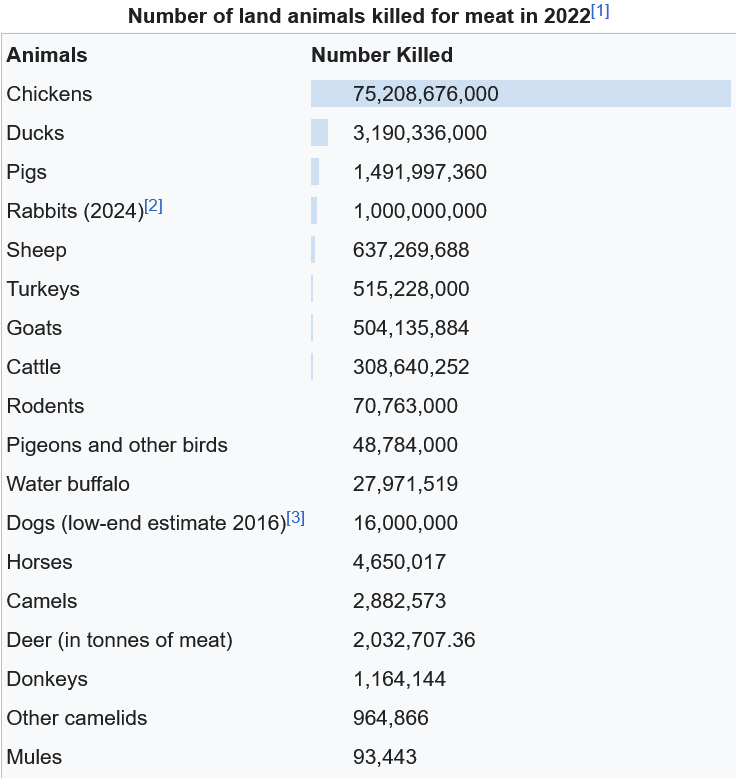 Number of land animals killed for meat in 2022[1]
Animals Number Killed
Chickens 75,208,676,000
Ducks 3,190,336,000
Pigs 1,491,997,360
Rabbits (2024)[2] 1,000,000,000
Sheep 637,269,688
Turkeys 515,228,000
Goats 504,135,884
Cattle 308,640,252
Rodents 70,763,000
Pigeons and other birds 48,784,000
Water buffalo 27,971,519
Dogs (low-end estimate 2016)[3] 16,000,000
Horses 4,650,017
Camels 2,882,573
Deer (in tonnes of meat) 2,032,707.36
Donkeys 1,164,144
Other camelids 964,866
Mules 93,443